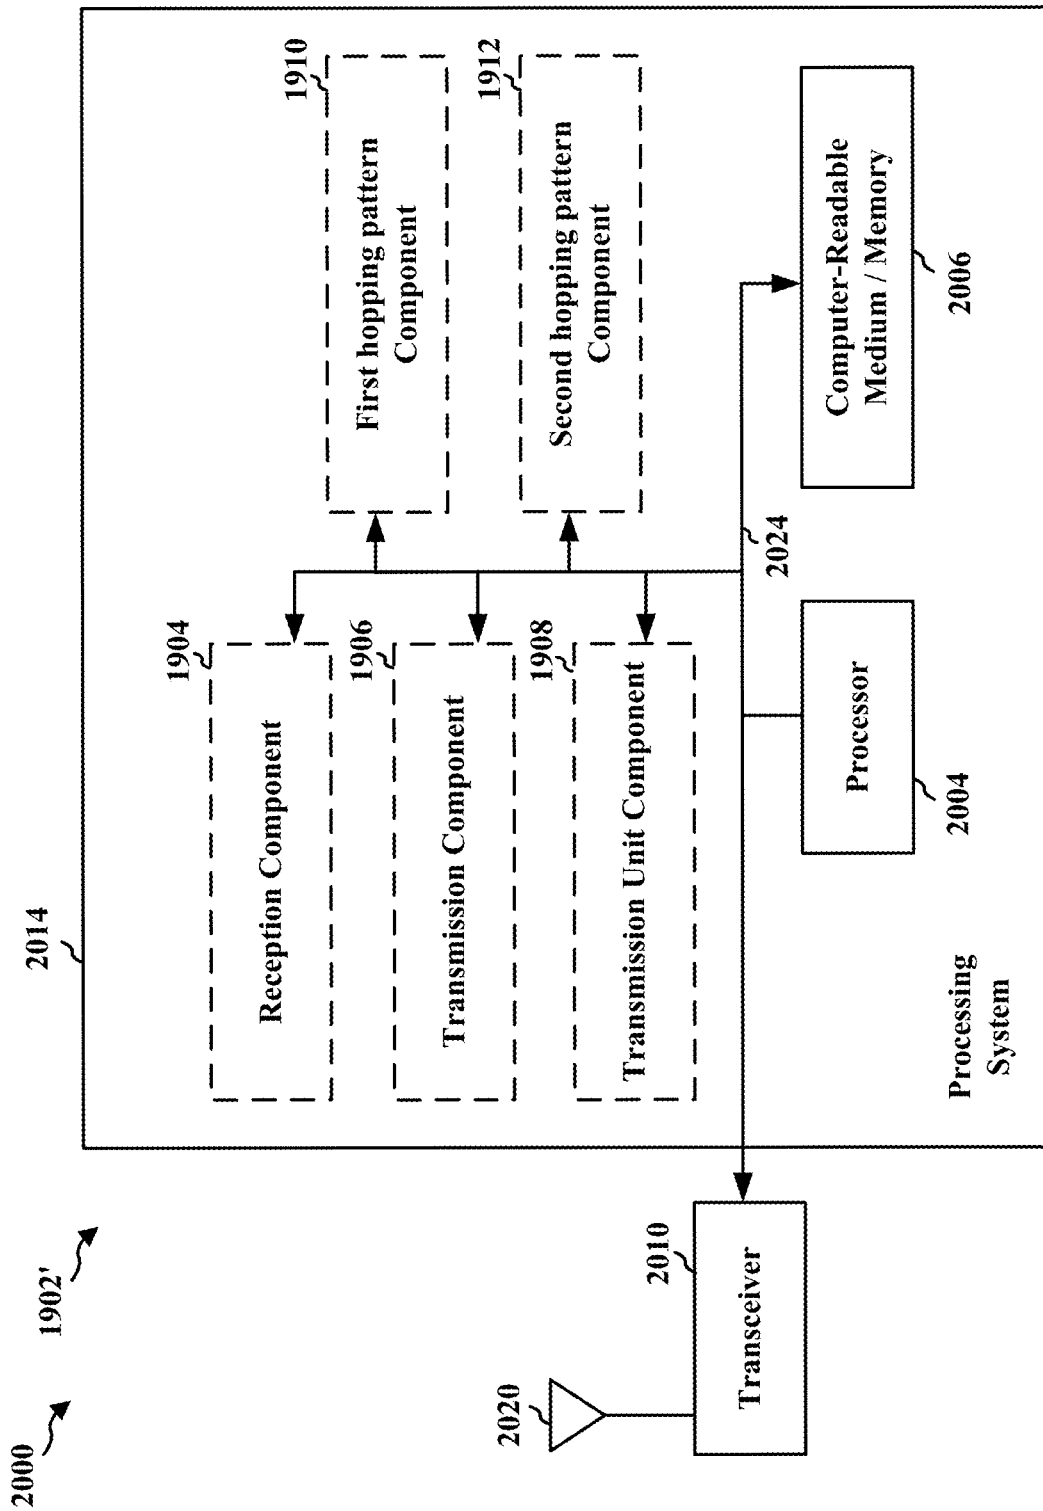 2000
1902'
2014
1904
Reception Component
1906
Transmission Component
1908
Transmission Unit Component
1910
First hopping pattern
Component
1912
Second hopping pattern
Component
2020
2010
Transceiver
Processing
System
Processor
2004
2024
Computer-Readable
Medium / Memory
2006